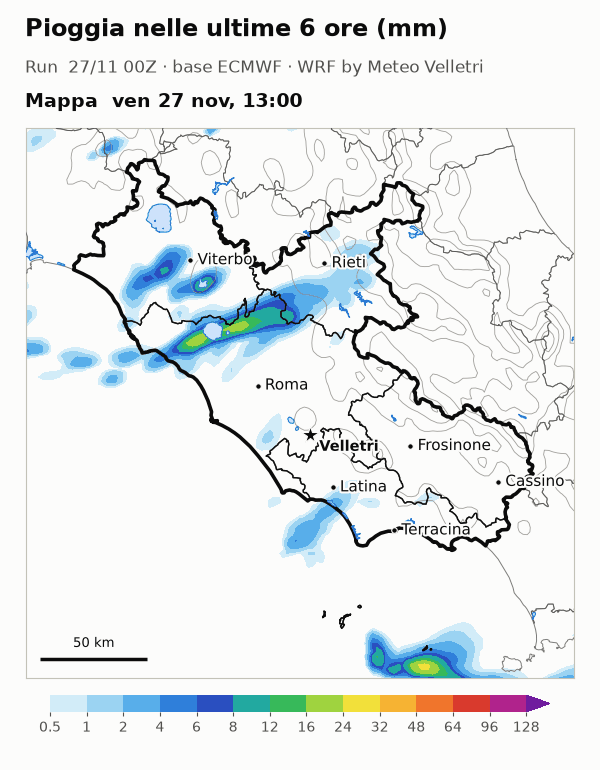 Pioggia nelle ultime 6 ore (mm)
Run  27/11 00Z · base ECMWF · WRF by Meteo Velletri
Mappa  ven 27 nov, 13:00
Viterbo
Rieti
Roma
Velletri
Frosinone
Cassino
Latina
Terracina
50 km
0.5 1 2 4 6 8 12 16 24 32 48 64 96 128